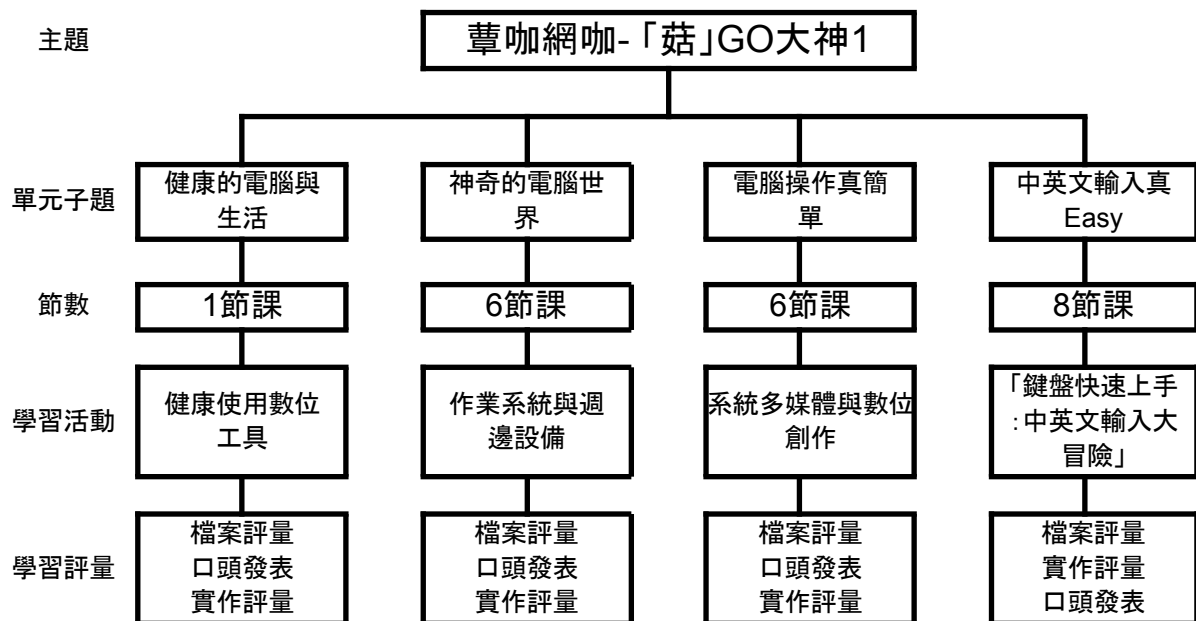 主題
蕈咖網咖-「菇」GO大神1
單元子題
健康的電腦與
生活
神奇的電腦世
界
電腦操作真簡
單
中英文輸入真
Easy
節數
1節課
6節課
6節課
8節課
學習活動
健康使用數位
工具
作業系統與週
邊設備
系統多媒體與數位
創作
「鍵盤快速上手
:中英文輸入大
冒險」
學習評量
檔案評量
口頭發表
實作評量
檔案評量
口頭發表
實作評量
檔案評量
口頭發表
實作評量
檔案評量
實作評量
口頭發表